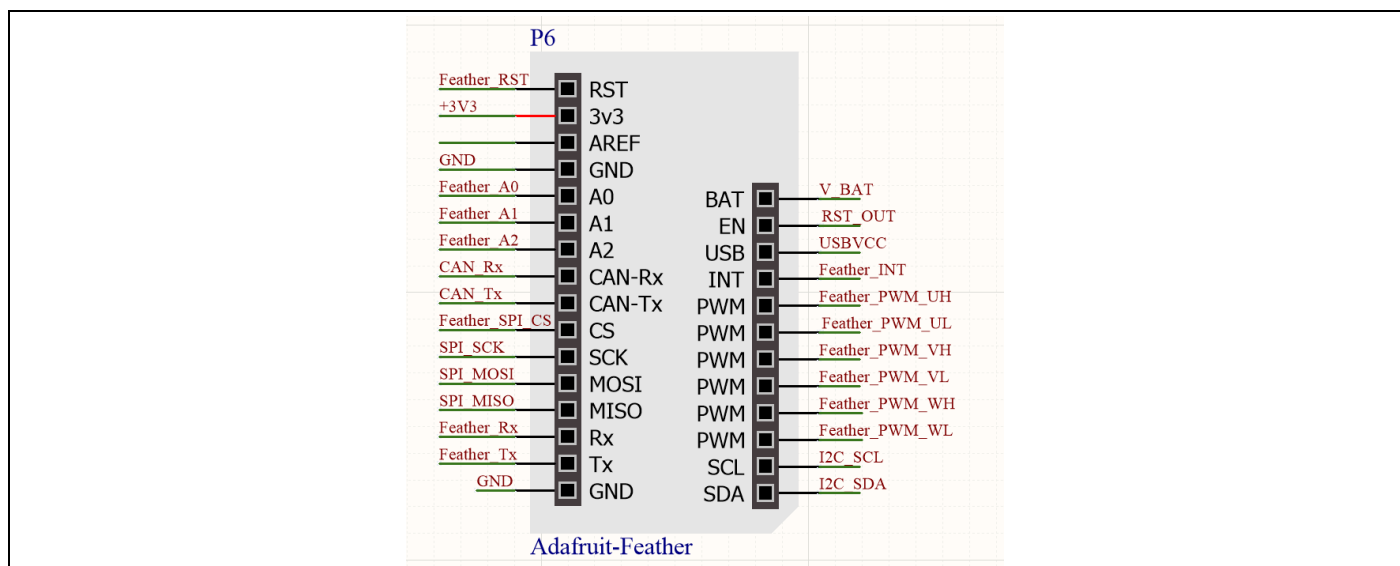 P6
Feather_RST
RST
+3V3
3v3
AREF
GND
GND
Feather_A0
A0
Feather_A1
A1
Feather_A2
A2
CAN_Rx
CAN-Rx
CAN_Tx
CAN-Tx
Feather_SPI_CS
CS
SPI_SCK
SCK
SPI_MOSI
MOSI
SPI_MISO
MISO
Feather_Rx
Rx
Feather_Tx
Tx
GND
GND
BAT
V_BAT
EN
RST_OUT
USB
USBVCC
INT
Feather_INT
PWM
Feather_PWM_UH
PWM
Feather_PWM_UL
PWM
Feather_PWM_VH
PWM
Feather_PWM_VL
PWM
Feather_PWM_WH
PWM
Feather_PWM_WL
SCL
I2C_SCL
SDA
I2C_SDA
Adafruit-Feather